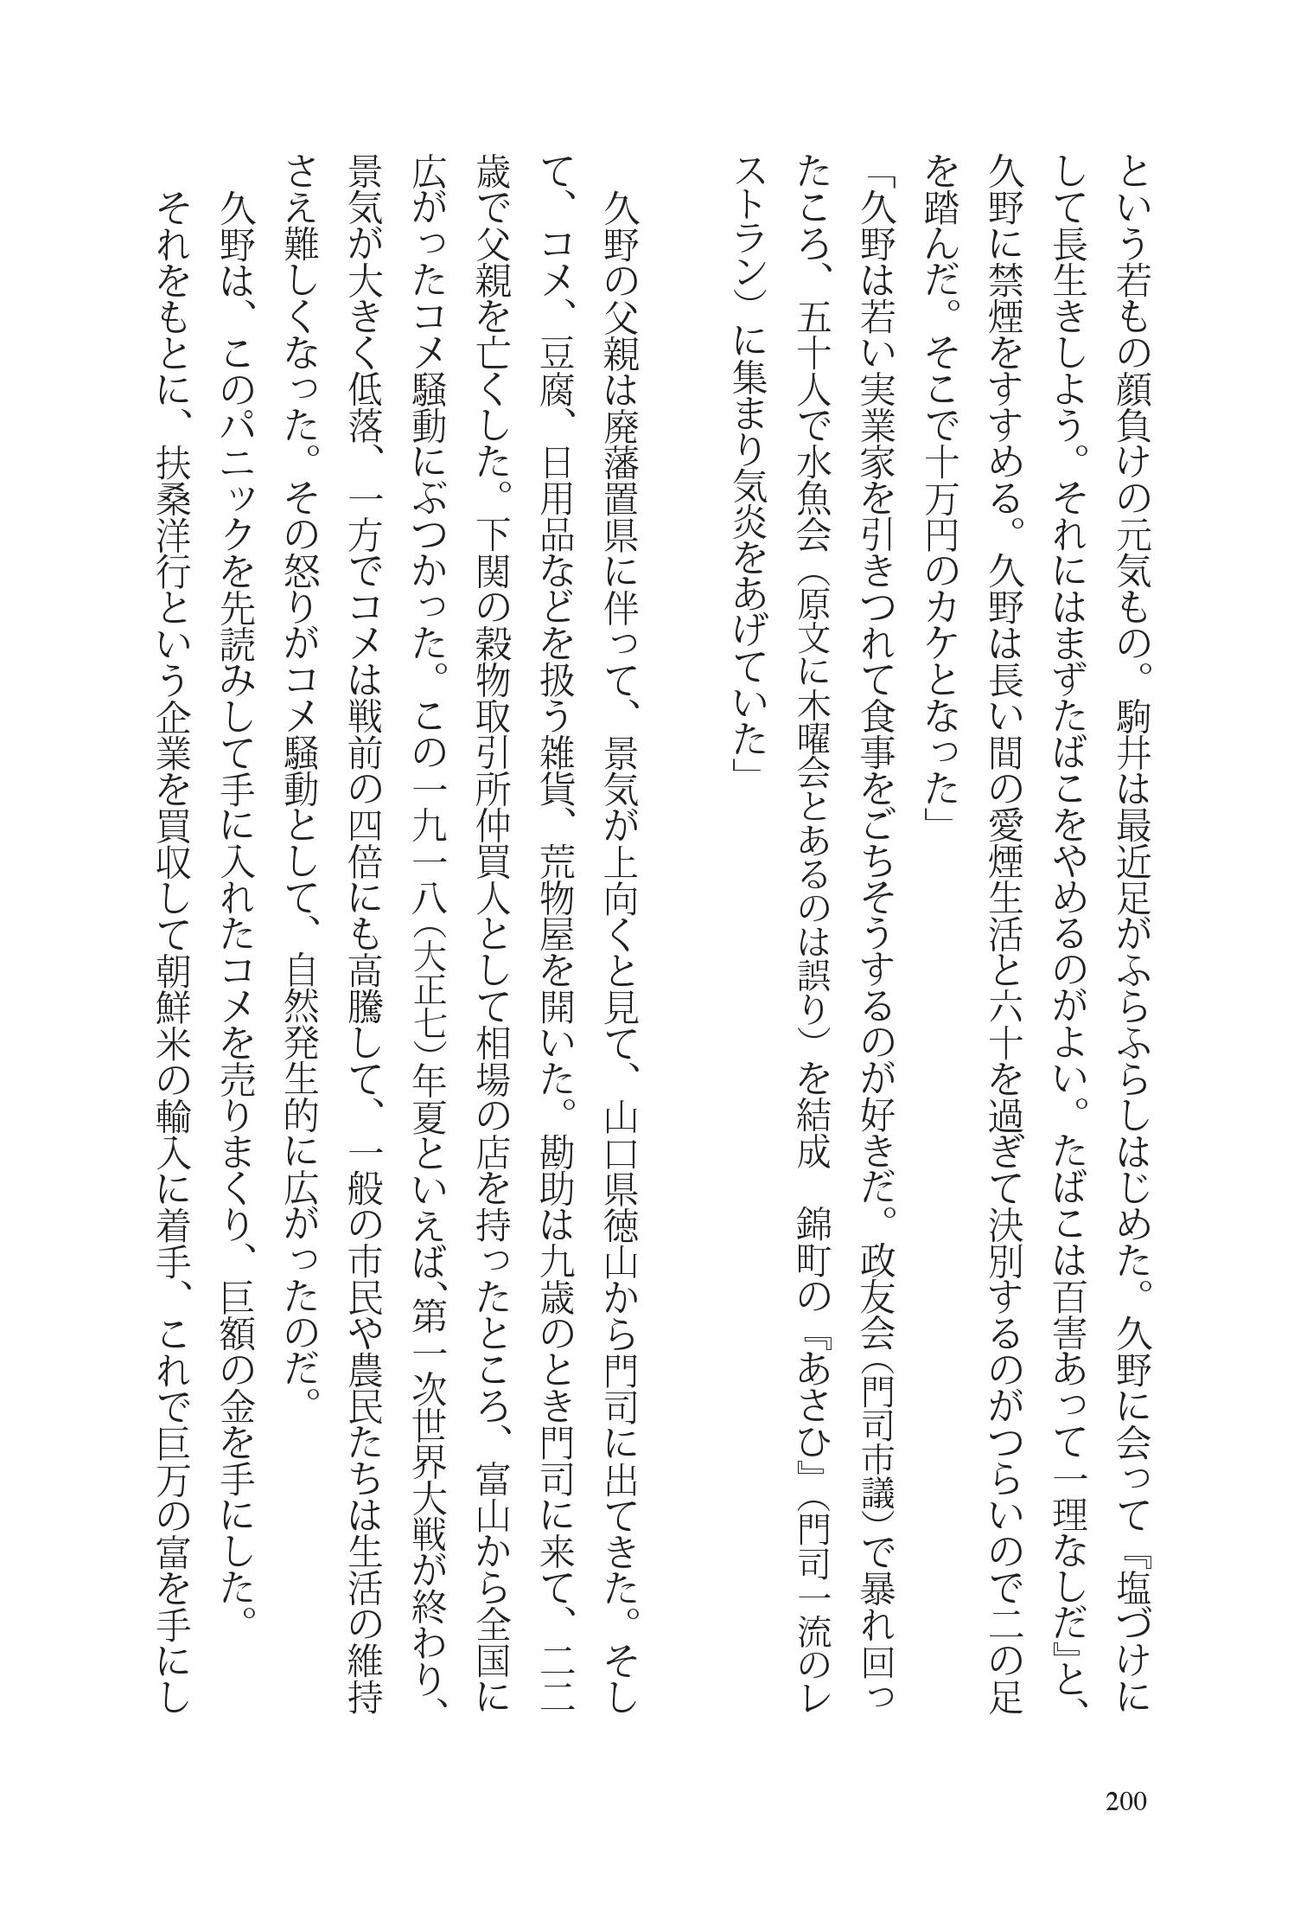 という若もの顔負けの元気もの。駒井は最近足がふらふらしはじめた。久野に会って『塩づけに
して長生きしよう。それにはまずたばこをやめるのがよい。たばこは百害あって一理なしだ』と、
久野に禁煙をすすめる。久野は長い間の愛煙生活と六十を過ぎて決別するのがつらいので二の足
を踏んだ。そこで十万円のカケとなった」
「久野は若い実業家を引きつれて食事をごちそうするのが好きだ。政友会（門司市議）で暴れ回っ
たころ、五十人で水魚会（原文に木曜会とあるのは誤り）を結成　錦町の『あさひ』（門司一流のレ
ストラン）に集まり気炎をあげていた」
　久野の父親は廃藩置県に伴って、景気が上向くと見て、山口県徳山から門司に出てきた。そし
て、コメ、豆腐、日用品などを扱う雑貨、荒物屋を開いた。勘助は九歳のとき門司に来て、二二
歳で父親を亡くした。下関の穀物取引所仲買人として相場の店を持ったところ、富山から全国に
広がったコメ騒動にぶつかった。この一九一八（大正七）年夏といえば、第一次世界大戦が終わり、
景気が大きく低落、一方でコメは戦前の四倍にも高騰して、一般の市民や農民たちは生活の維持
さえ難しくなった。その怒りがコメ騒動として、自然発生的に広がったのだ。
　久野は、このパニックを先読みして手に入れたコメを売りまくり、巨額の金を手にした。
　それをもとに、扶桑洋行という企業を買収して朝鮮米の輸入に着手、これで巨万の富を手にし
200